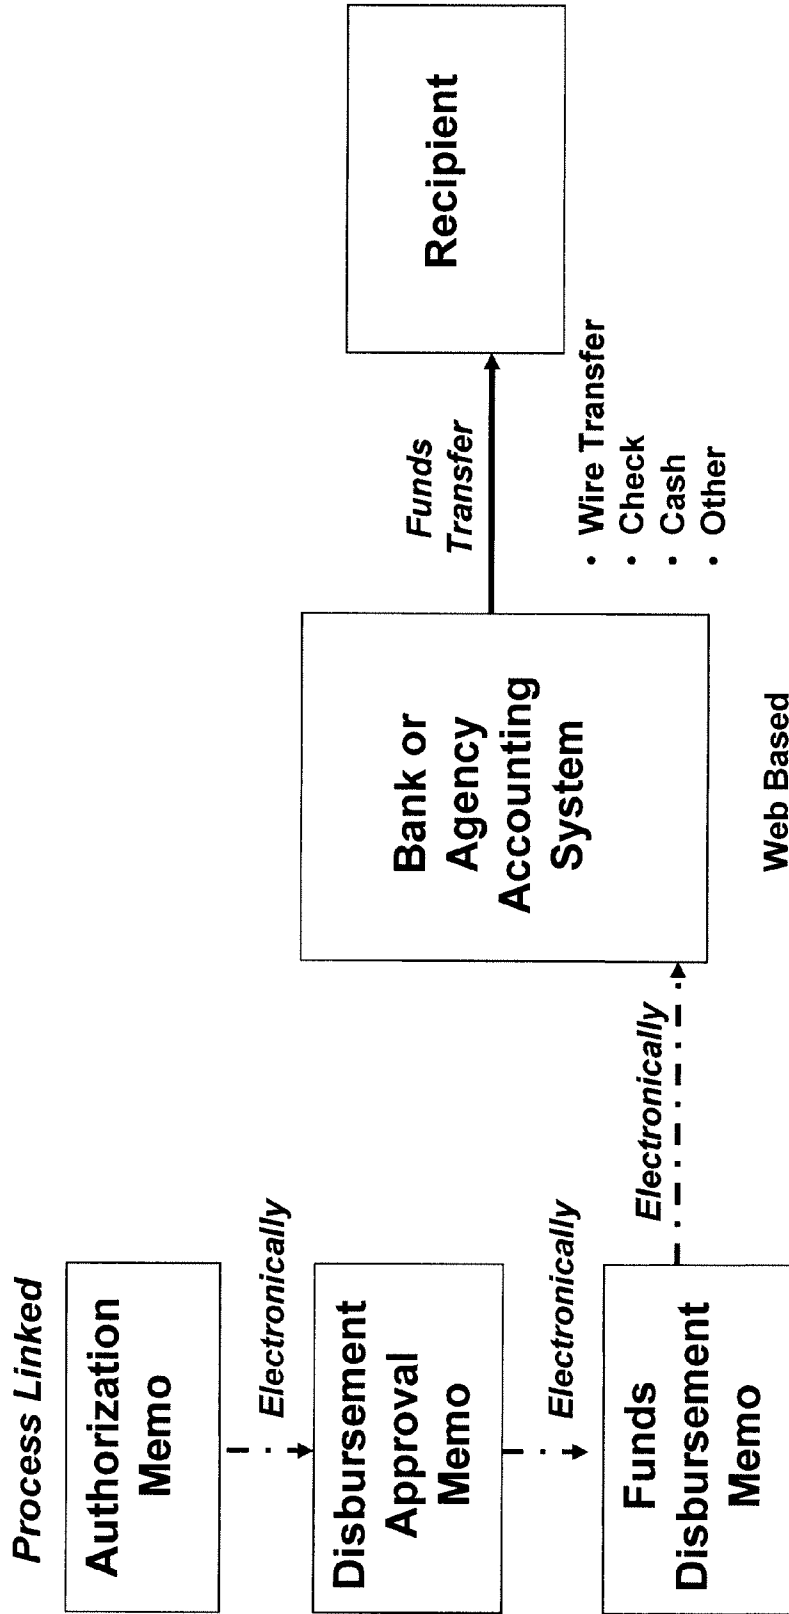 Process Linked
Authorization
Memo
Electronically
Disbursement
Approval
Memo
Electronically
Funds
Disbursement
Memo
Electronically
Bank or
Agency
Accounting
System
Web Based
Funds
Transfer
• Wire Transfer
• Check
• Cash
• Other
Recipient